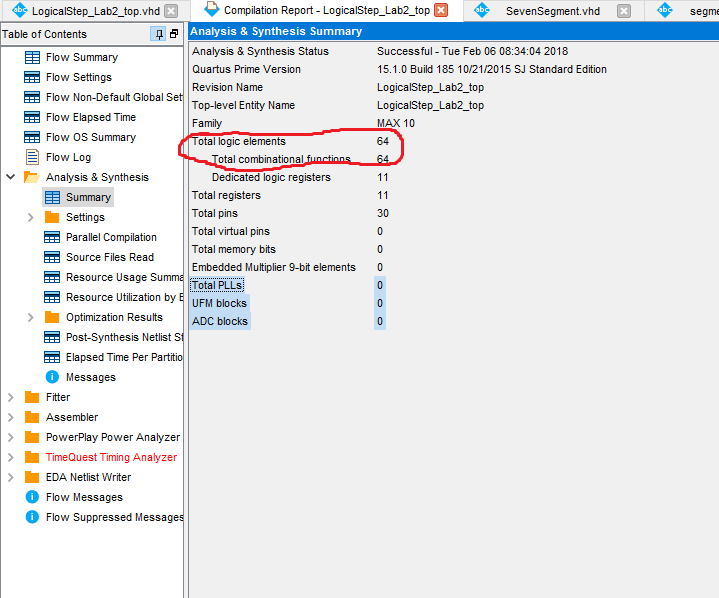 LogicalStep_Lab2_top.vhd
Compilation Report - LogicalStep_Lab2_top
SevenSegment.vhd
segm
Table of Contents
Flow Summary
Flow Settings
Flow Non-Default Global Set
Flow Elapsed Time
Flow OS Summary
Flow Log
Analysis & Synthesis
Summary
Settings
Parallel Compilation
Source Files Read
Resource Usage Summa
Resource Utilization by E
Optimization Results
Post-Synthesis Netlist St
Elapsed Time Per Partitio
Messages
Fitter
Assembler
PowerPlay Power Analyzer
TimeQuest Timing Analyzer
EDA Netlist Writer
Flow Messages
Flow Suppressed Messages
Analysis & Synthesis Summary
Analysis & Synthesis Status Successful - Tue Feb 06 08:34:04 2018
Quartus Prime Version 15.1.0 Build 185 10/21/2015 SJ Standard Edition
Revision Name LogicalStep_Lab2_top
Top-level Entity Name LogicalStep_Lab2_top
Family MAX 10
Total logic elements 64
Total combinational functions 64
Dedicated logic registers 11
Total registers 11
Total pins 30
Total virtual pins 0
Total memory bits 0
Embedded Multiplier 9-bit elements 0
Total PLLs 0
UFM blocks 0
ADC blocks 0